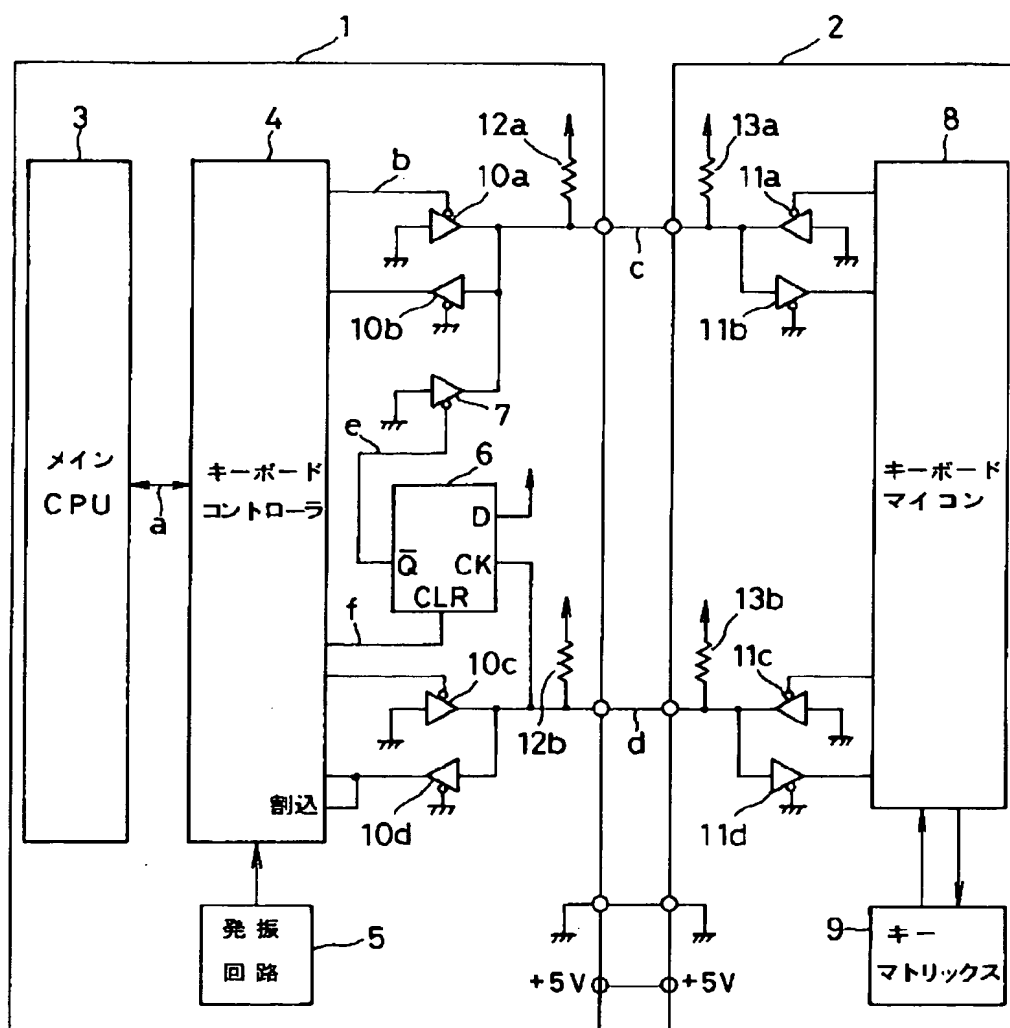 1
2
3
4
12a
13a
8
b
10a
11a
c
10b
11b
7
e
6
メイン
CPU
a
キーボード
コントローラ
D
Q̅
CK
CLR
キーボード
マイコン
f
10c
12b
13b
11c
d
割込
10d
11d
発振
回路
5
+5V
+5V
9
キー
マトリックス